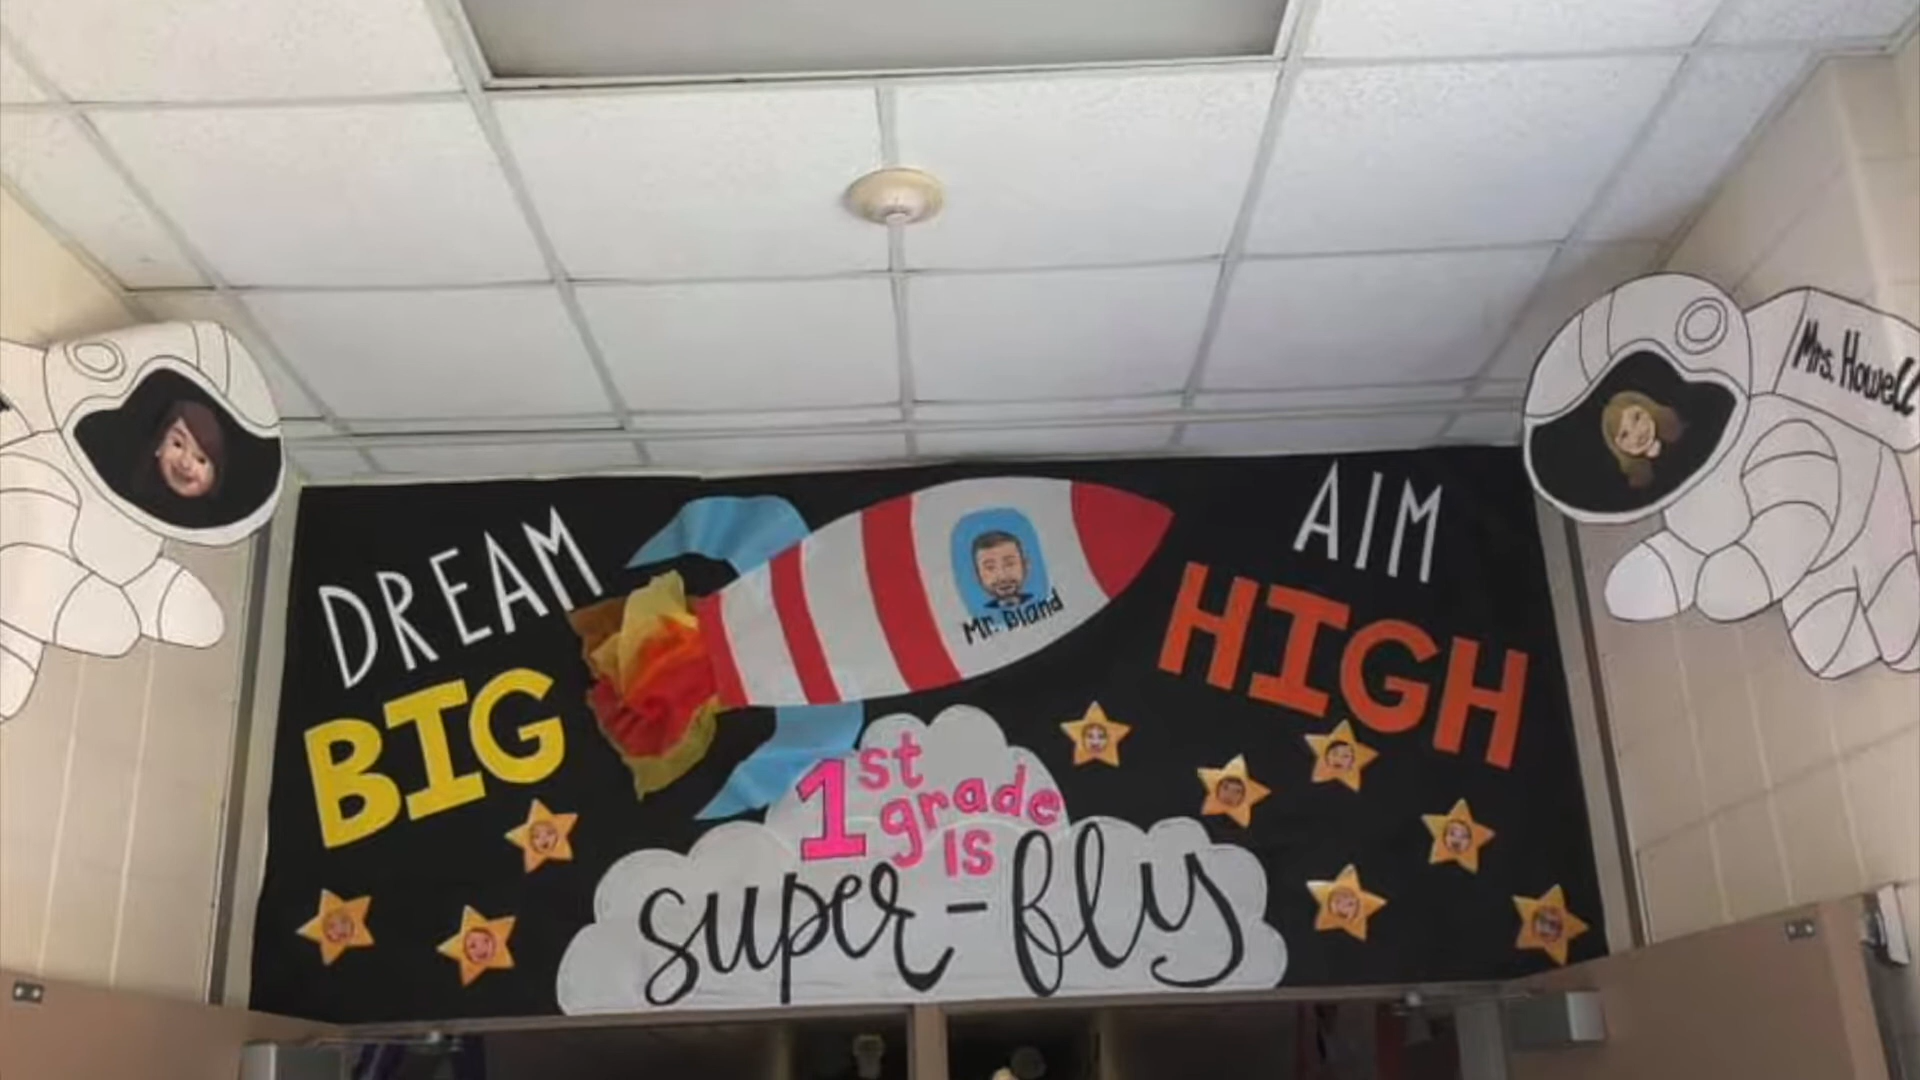 DREAM
BIG
Mr. Bland
AIM
HIGH
Mrs. Howell
1st
grade
is
super-fly